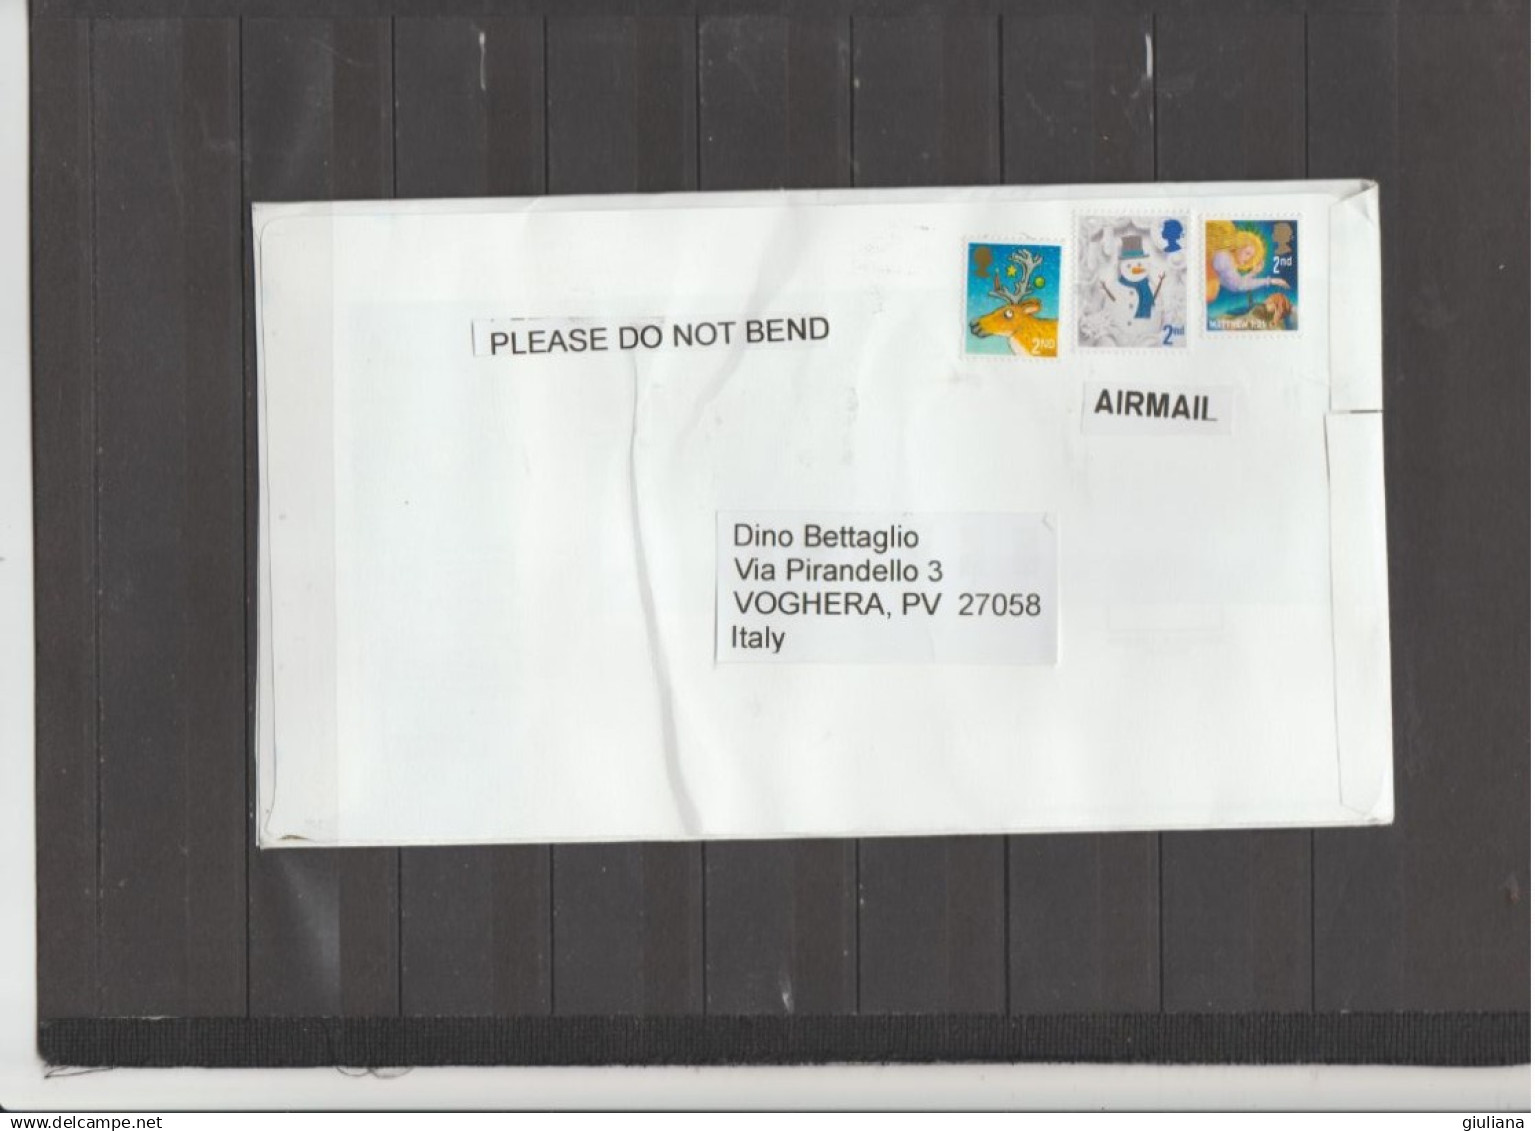 PLEASE DO NOT BEND
2ND
2nd
2nd
AIRMAIL
Dino Bettaglio
Via Pirandello 3
VOGHERA, PV 27058
Italy
www.delcampe.net
giuliana